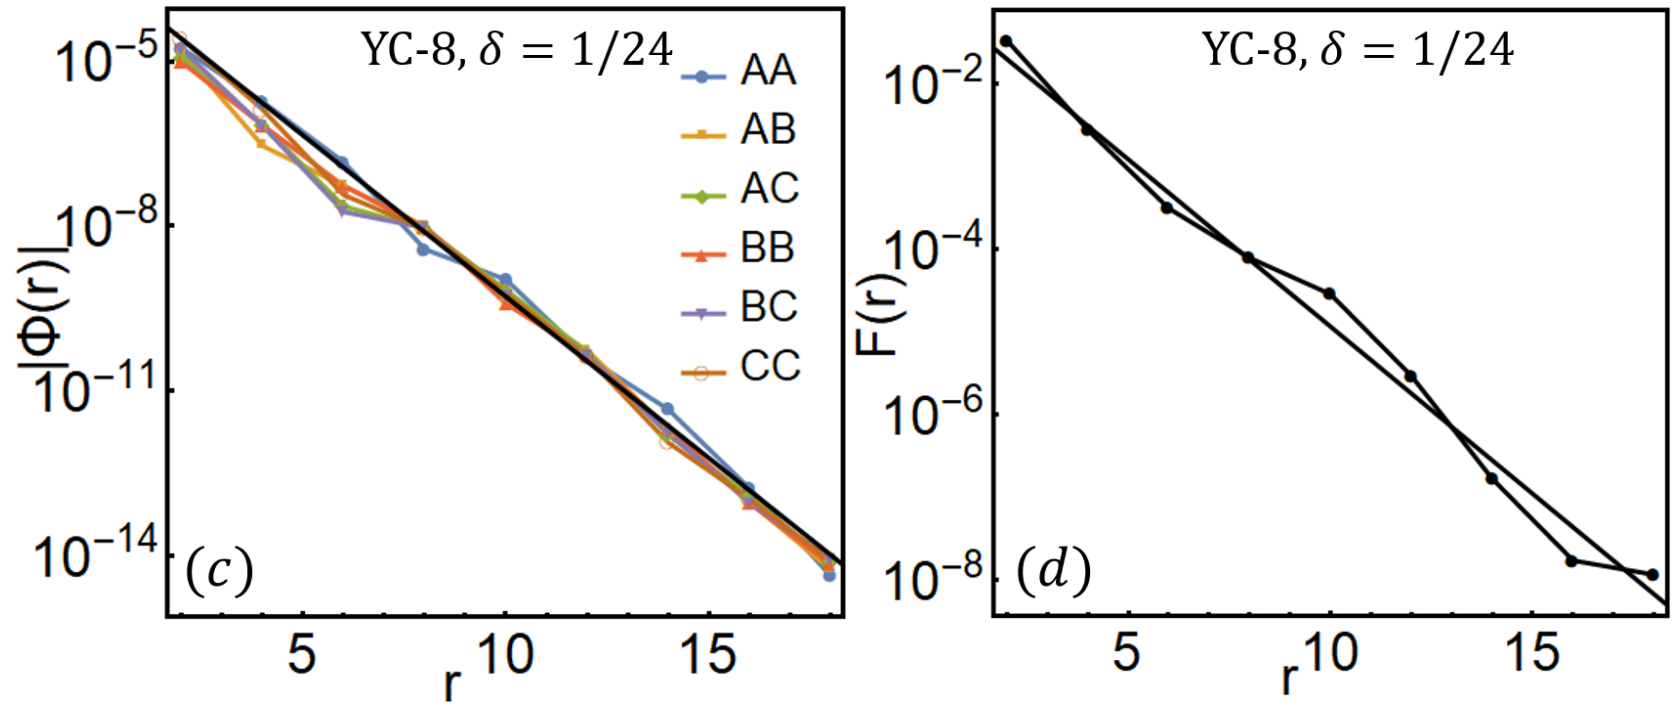 YC-8, δ = 1/24
|Φ(r)|
10⁻⁵
10⁻⁸
10⁻¹¹
10⁻¹⁴
AA
AB
AC
BB
BC
CC
(c)
5 10 15
r
YC-8, δ = 1/24
F(r)
10⁻²
10⁻⁴
10⁻⁶
10⁻⁸
(d)
5 10 15
r